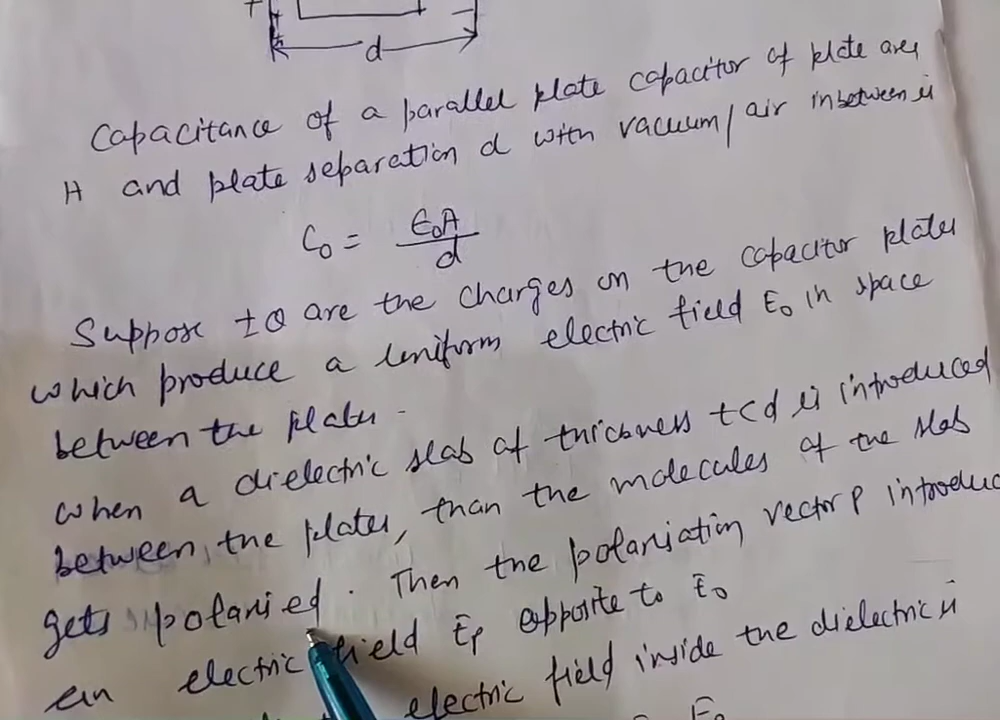 +
d
Capacitance of a parallel plate capacitor of plate area
A and plate separation d with vacuum/air inbetween is
C₀ = ε₀A/d
Suppose ±Q are the charges on the capacitor plates
which produce a uniform electric field E₀ in space
between the plates.
when a dielectric slab of thickness t<d is introduced
between the plates, than the molecules of the slab
gets polarised. Then the polarisation vector P introduc
an electric field Ep opposite to E₀
electric field inside the dielectric is
E₀